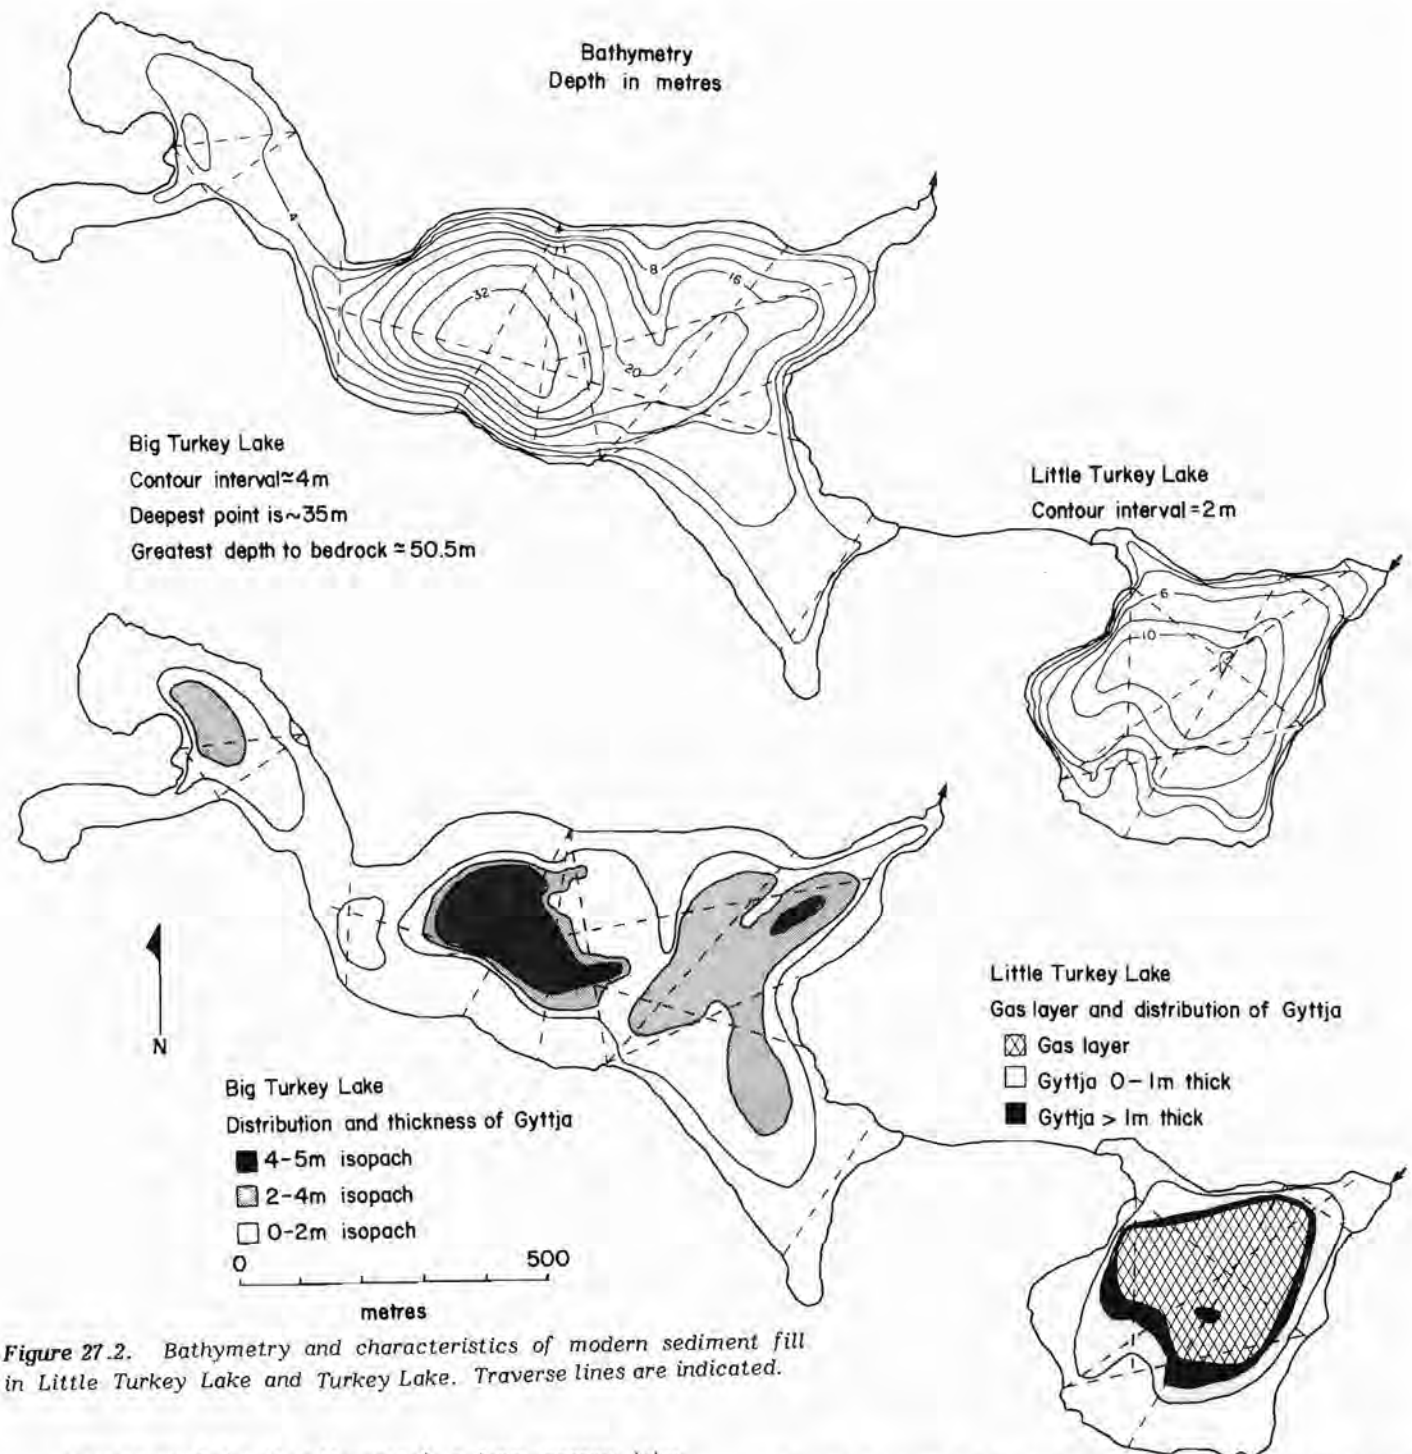 Bathymetry
Depth in metres
4
32
8
16
20
Big Turkey Lake
Contour interval≃4m
Deepest point is~35m
Greatest depth to bedrock ≃ 50.5m
Little Turkey Lake
Contour interval=2m
6
10
N
Big Turkey Lake
Distribution and thickness of Gyttja
4-5m isopach
2-4m isopach
0-2m isopach
0 500
metres
Little Turkey Lake
Gas layer and distribution of Gyttja
Gas layer
Gyttja 0-1m thick
Gyttja > 1m thick
Figure 27.2. Bathymetry and characteristics of modern sediment fill
in Little Turkey Lake and Turkey Lake. Traverse lines are indicated.